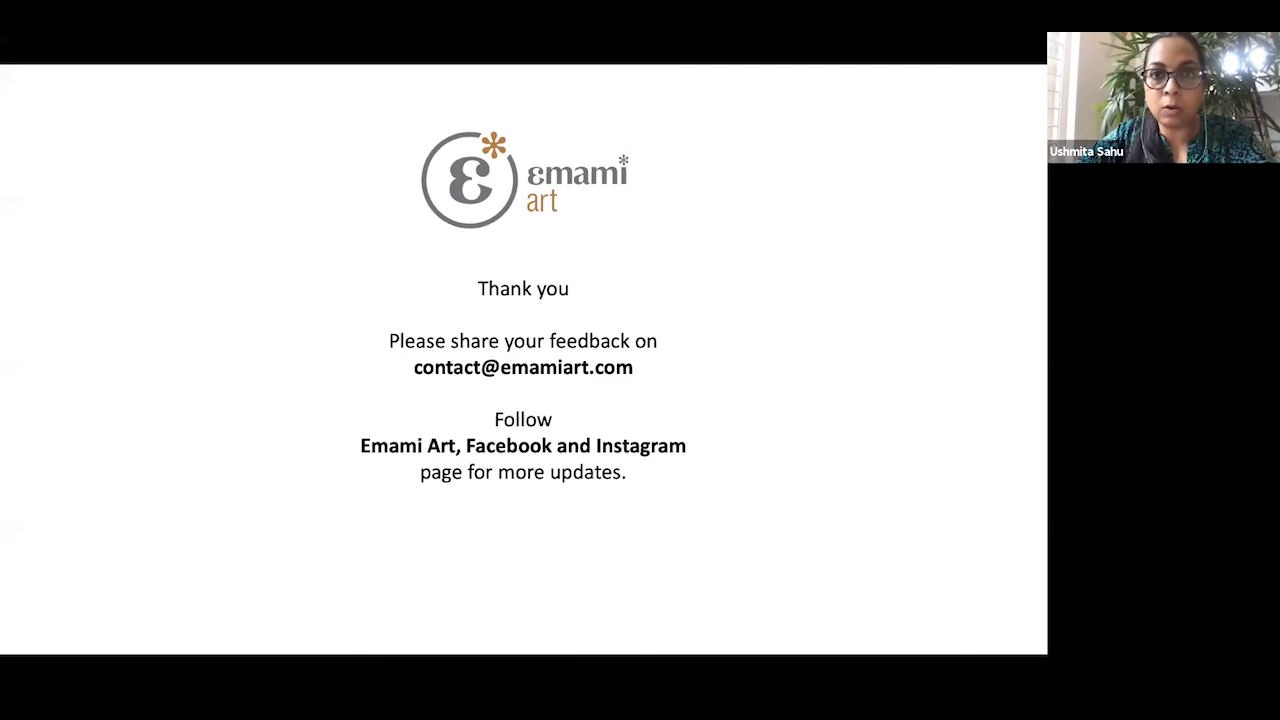 εmami*
art
Thank you
Please share your feedback on
contact@emamiart.com
Follow
Emami Art, Facebook and Instagram
page for more updates.
Ushmita Sahu